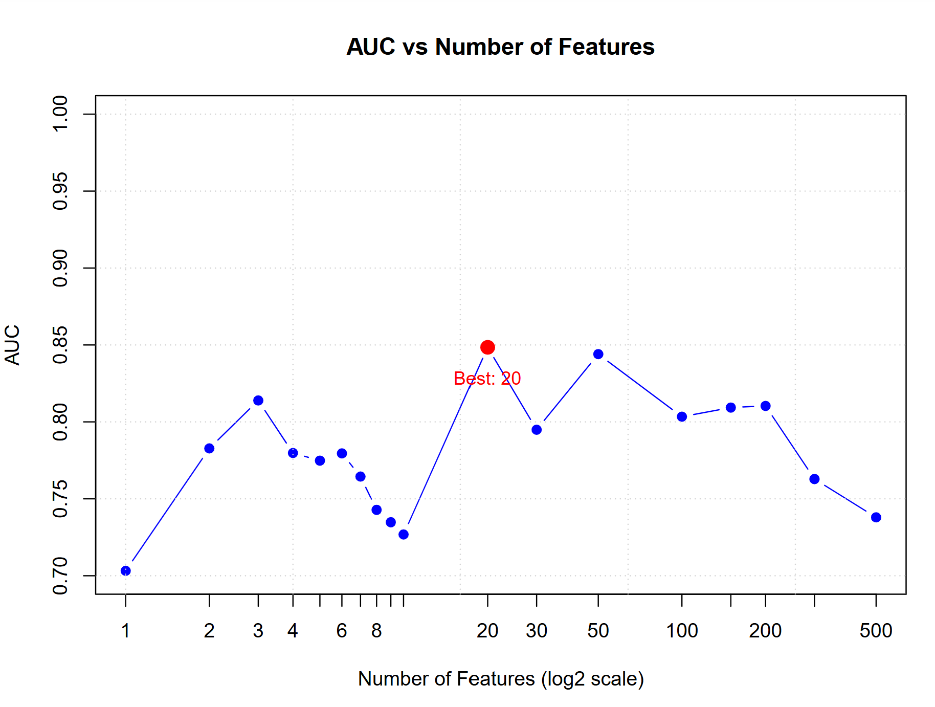 AUC vs Number of Features
AUC
1.00
0.95
0.90
0.85
0.80
0.75
0.70
Best: 20
1 2 3 4 6 8 20 30 50 100 200 500
Number of Features (log2 scale)